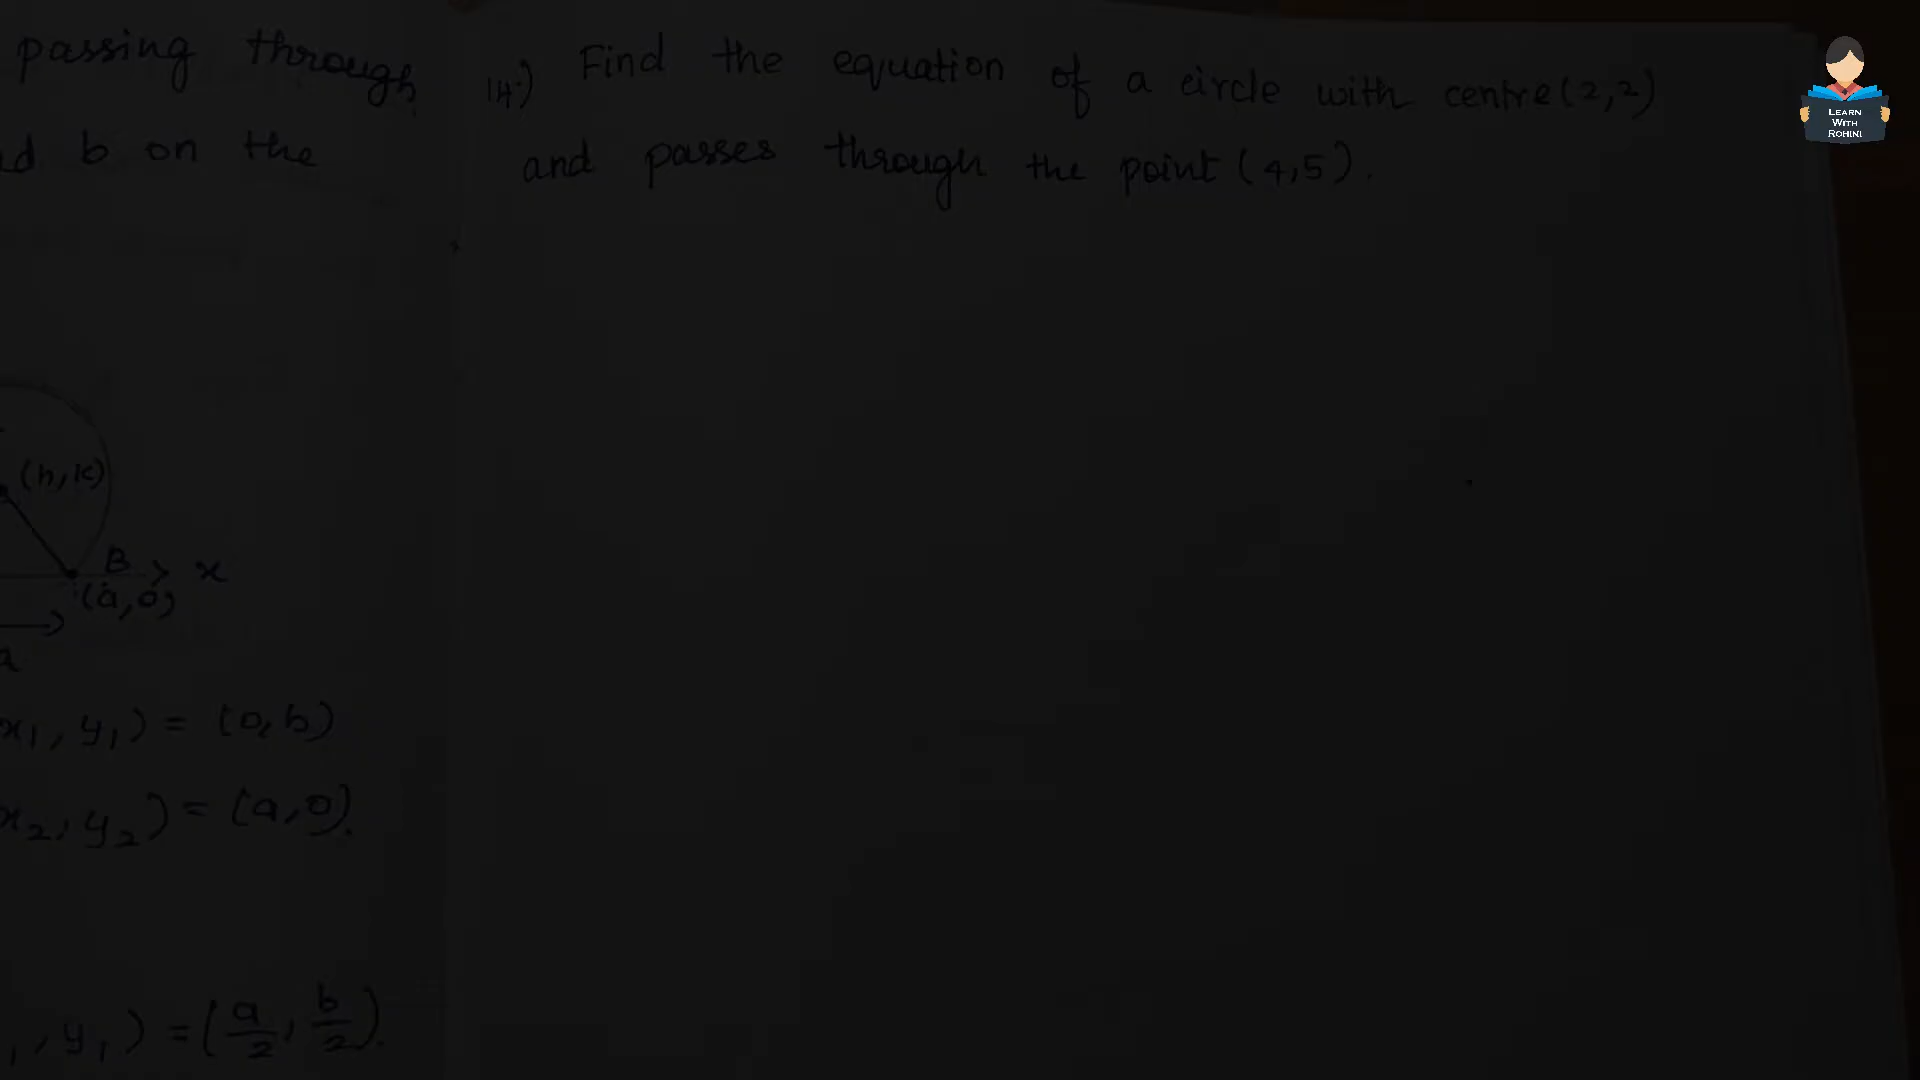 passing through
b on the
(h,k)
B
x
(a,0)
a
x1, y1) = (0,b)
x2, y2) = (a,0).
1, y1) = (a/2, b/2).
14.) Find the equation of a circle with centre (2,2)
and passes through the point (4,5).
LEARN
WITH
ROHINI